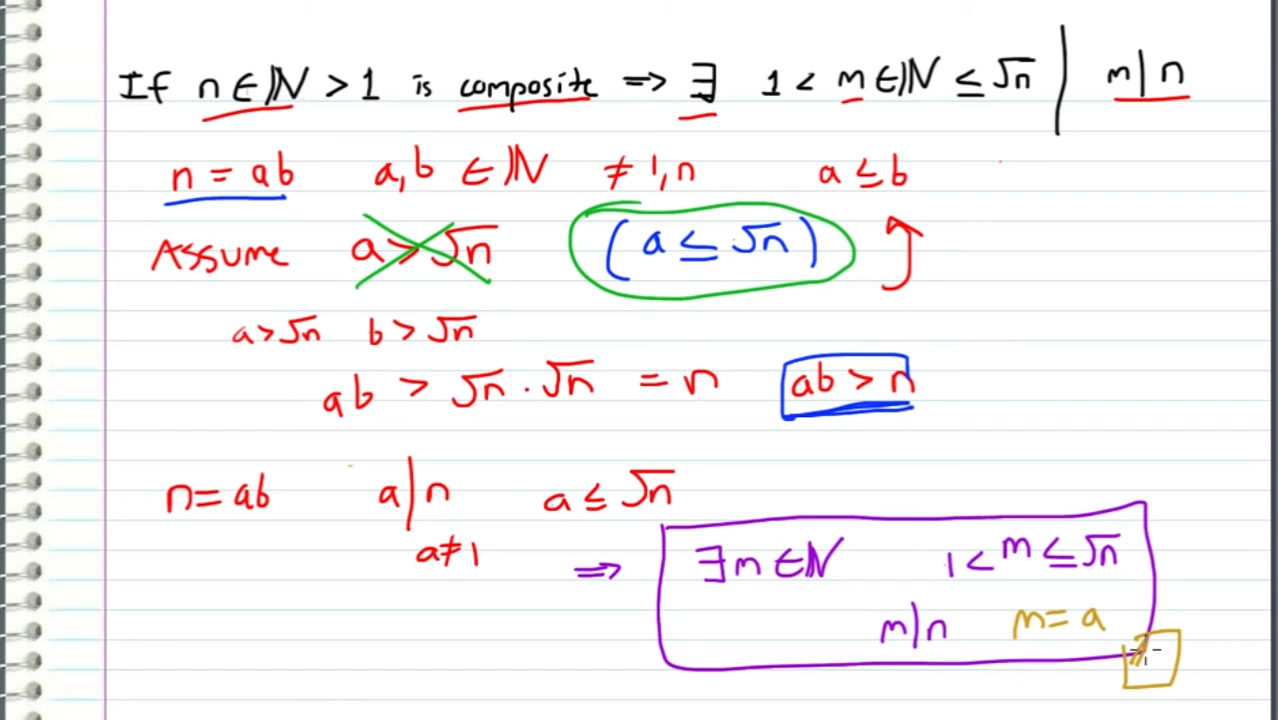 If n ∈ ℕ > 1 is composite ⇒ ∃ 1 < m ∈ ℕ ≤ √n | m|n
n = ab a, b ∈ ℕ ≠ 1, n a ≤ b
Assume a > √n (a ≤ √n)
a > √n b > √n
ab > √n · √n = n ab > n
n = ab a|n a ≤ √n
a ≠ 1
⇒ ∃ m ∈ ℕ 1 < m ≤ √n
m|n m = a